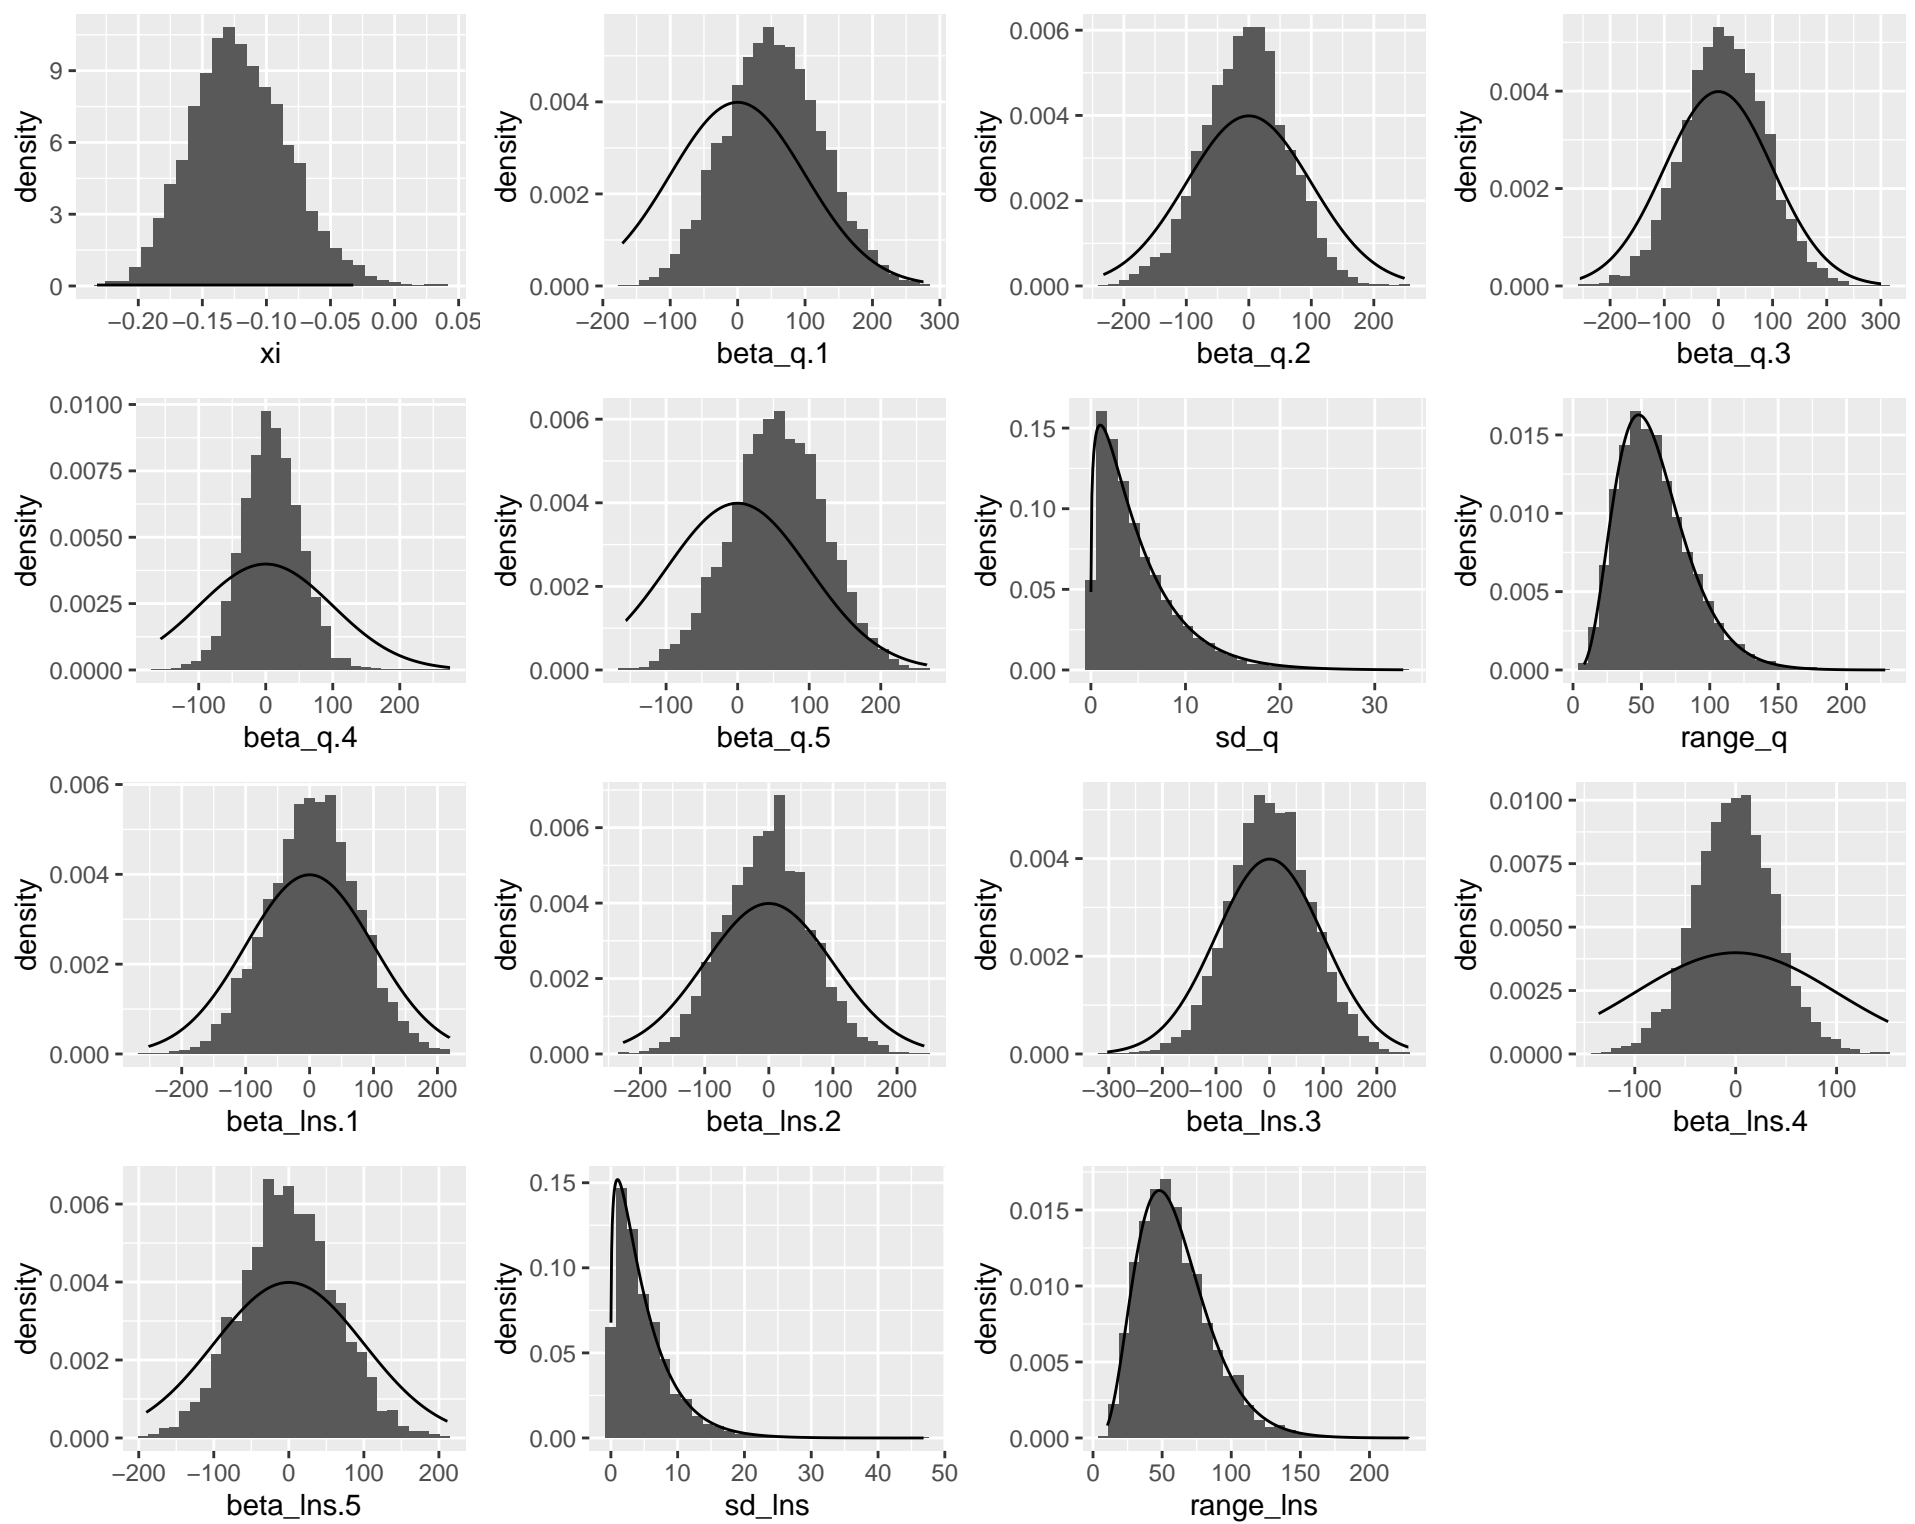 density
9
6
3
0
−0.20 −0.15 −0.10 −0.05 0.00 0.05
xi
density
0.004
0.002
0.000
−200 −100 0 100 200 300
beta_q.1
density
0.006
0.004
0.002
0.000
−200 −100 0 100 200
beta_q.2
density
0.004
0.002
0.000
−200 −100 0 100 200 300
beta_q.3
density
0.0100
0.0075
0.0050
0.0025
0.0000
−100 0 100 200
beta_q.4
density
0.006
0.004
0.002
0.000
−100 0 100 200
beta_q.5
density
0.15
0.10
0.05
0.00
0 10 20 30
sd_q
density
0.015
0.010
0.005
0.000
0 50 100 150 200
range_q
density
0.006
0.004
0.002
0.000
−200 −100 0 100 200
beta_lns.1
density
0.006
0.004
0.002
0.000
−200 −100 0 100 200
beta_lns.2
density
0.004
0.002
0.000
−300 −200 −100 0 100 200
beta_lns.3
density
0.0100
0.0075
0.0050
0.0025
0.0000
−100 0 100
beta_lns.4
density
0.006
0.004
0.002
0.000
−200 −100 0 100 200
beta_lns.5
density
0.15
0.10
0.05
0.00
0 10 20 30 40 50
sd_lns
density
0.015
0.010
0.005
0.000
0 50 100 150 200
range_lns